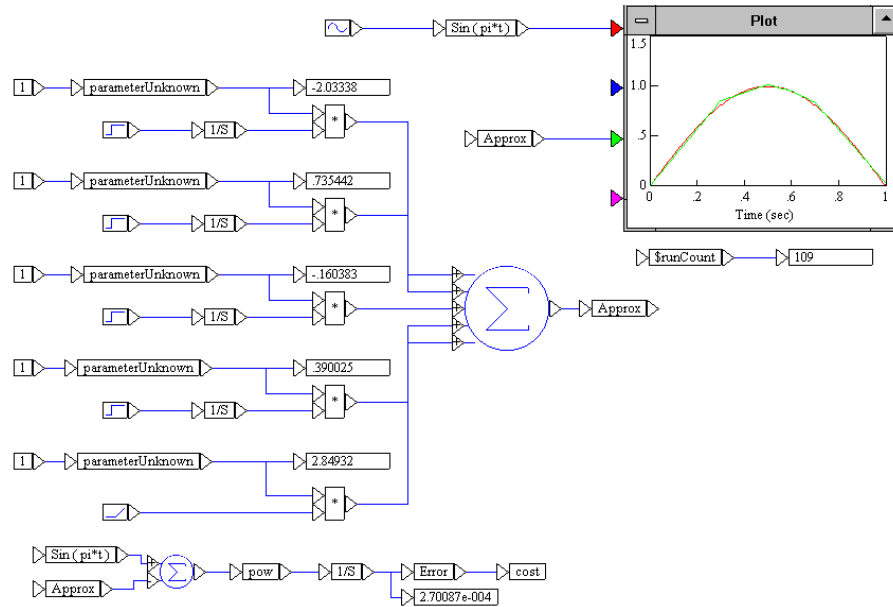 Sin(pi*t)
Plot
1.5
1.0
.5
0
0 .2 .4 .6 .8 1
Time (sec)
Approx
$runCount
109
1
parameterUnknown
-2.03338
1/S
*
1
parameterUnknown
.735442
1/S
*
1
parameterUnknown
-.160383
1/S
*
Σ
Approx
1
parameterUnknown
.390025
1/S
*
1
parameterUnknown
2.84932
*
Sin(pi*t)
Approx
Σ
pow
1/S
Error
cost
2.70087e-004